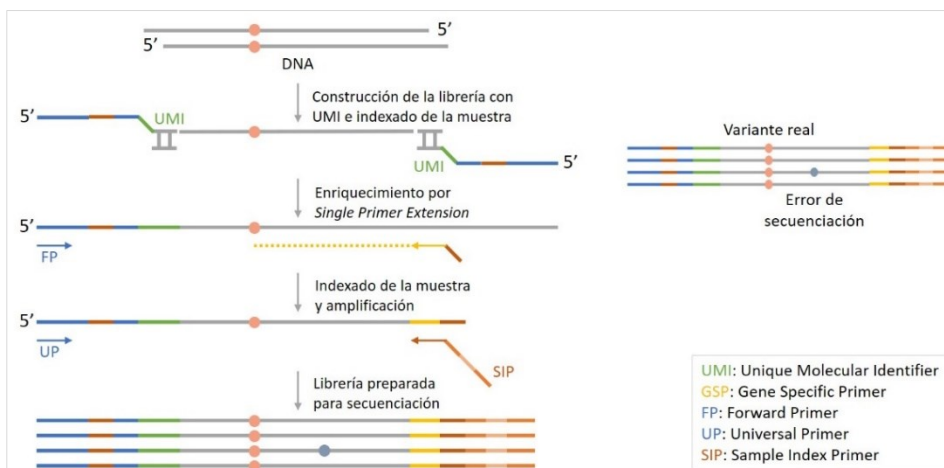 5’
5’
DNA
Construcción de la librería con
UMI e indexado de la muestra
5’
UMI
UMI
5’
Enriquecimiento por
Single Primer Extension
5’
FP
Indexado de la muestra
y amplificación
5’
UP
SIP
Librería preparada
para secuenciación
Variante real
Error de
secuenciación
UMI: Unique Molecular Identifier
GSP: Gene Specific Primer
FP: Forward Primer
UP: Universal Primer
SIP: Sample Index Primer